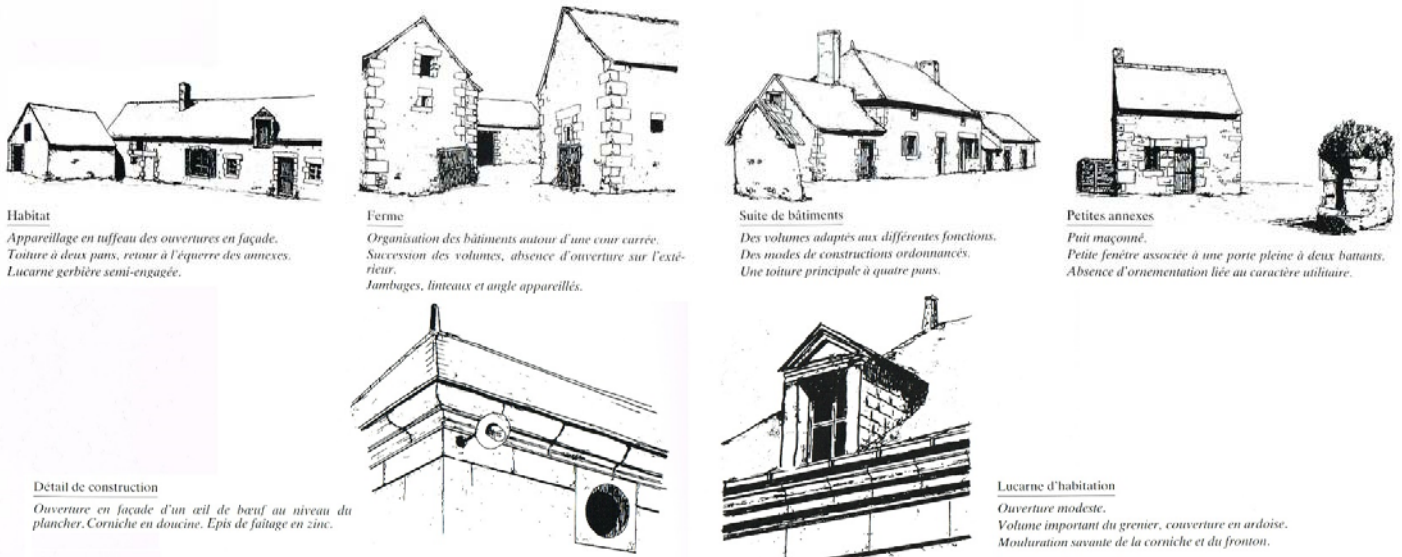 Habitat
Appareillage en tuffeau des ouvertures en façade.
Toiture à deux pans, retour à l'équerre des annexes.
Lucarne gerbière semi-engagée.
Ferme
Organisation des bâtiments autour d'une cour carrée.
Succession des volumes, absence d'ouverture sur l'exté-
rieur.
Jambages, linteaux et angle appareillés.
Suite de bâtiments
Des volumes adaptés aux différentes fonctions.
Des modes de constructions ordonnancés.
Une toiture principale à quatre pans.
Petites annexes
Puit maçonné.
Petite fenêtre associée à une porte pleine à deux battants.
Absence d'ornementation liée au caractère utilitaire.
Détail de construction
Ouverture en façade d'un œil de bœuf au niveau du
plancher. Corniche en doucine. Epis de faîtage en zinc.
Lucarne d'habitation
Ouverture modeste.
Volume important du grenier, couverture en ardoise.
Mouluration savante de la corniche et du fronton.